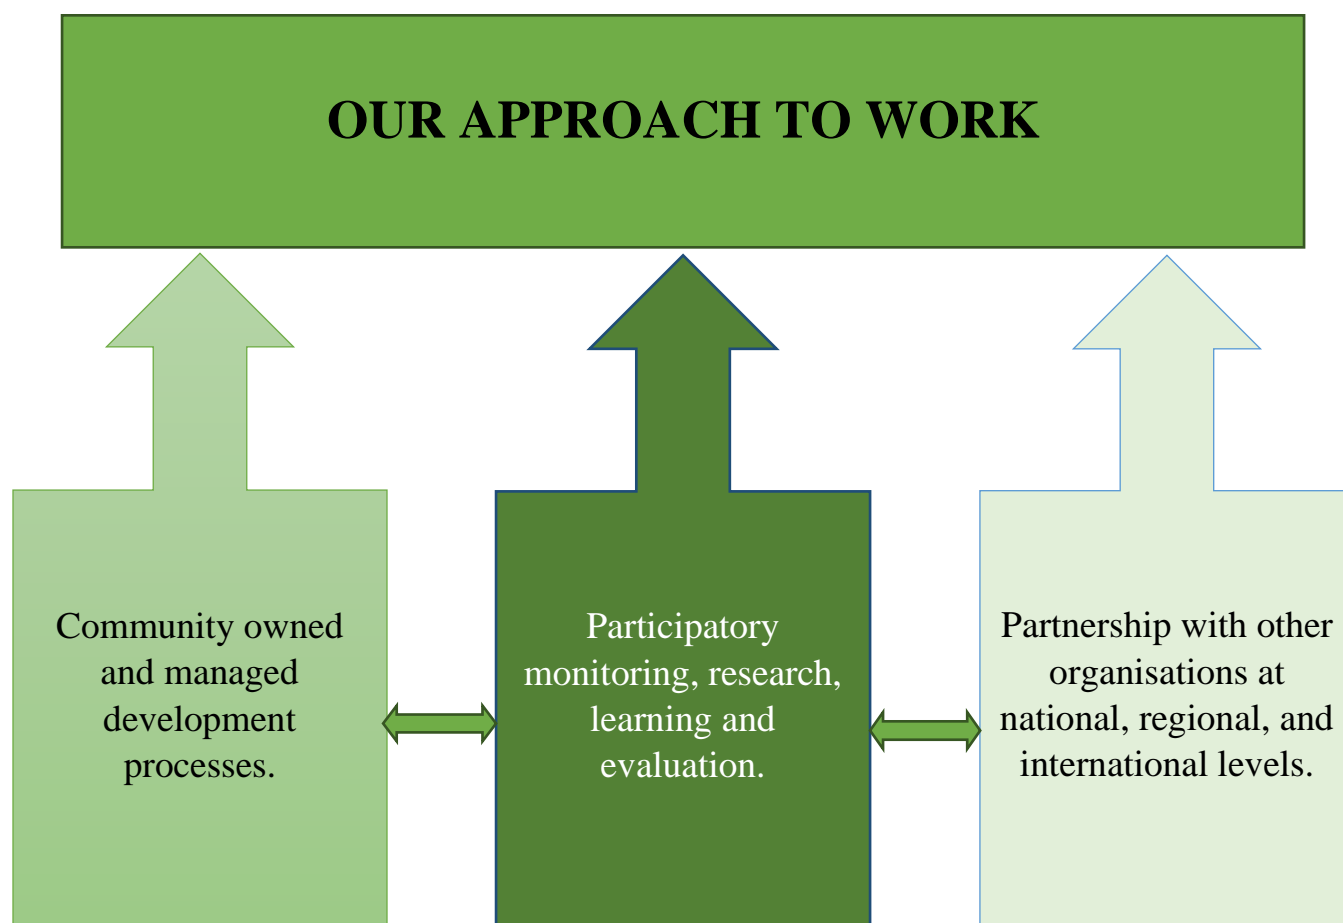 OUR APPROACH TO WORK
Community owned
and managed
development
processes.
Participatory
monitoring, research,
learning and
evaluation.
Partnership with other
organisations at
national, regional, and
international levels.